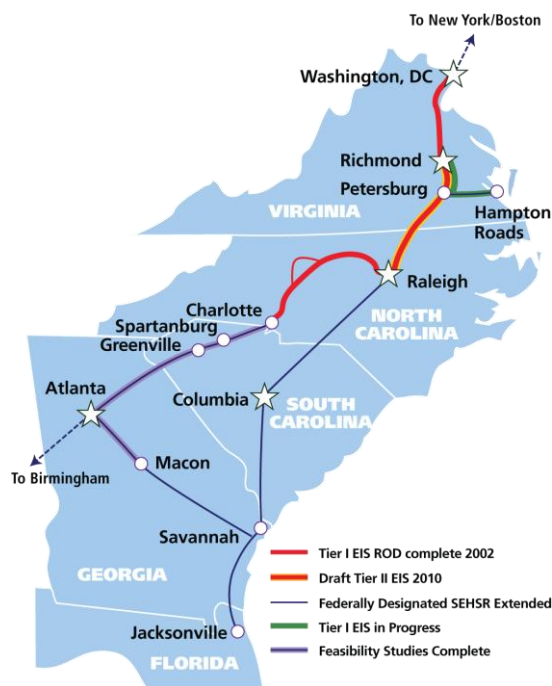 To New York/Boston
Washington, DC
Richmond
Petersburg
Hampton
Roads
VIRGINIA
Raleigh
NORTH
CAROLINA
Charlotte
Spartanburg
Greenville
Atlanta
Columbia
SOUTH
CAROLINA
To Birmingham
Macon
Savannah
GEORGIA
Jacksonville
FLORIDA
Tier I EIS ROD complete 2002
Draft Tier II EIS 2010
Federally Designated SEHSR Extended
Tier I EIS in Progress
Feasibility Studies Complete